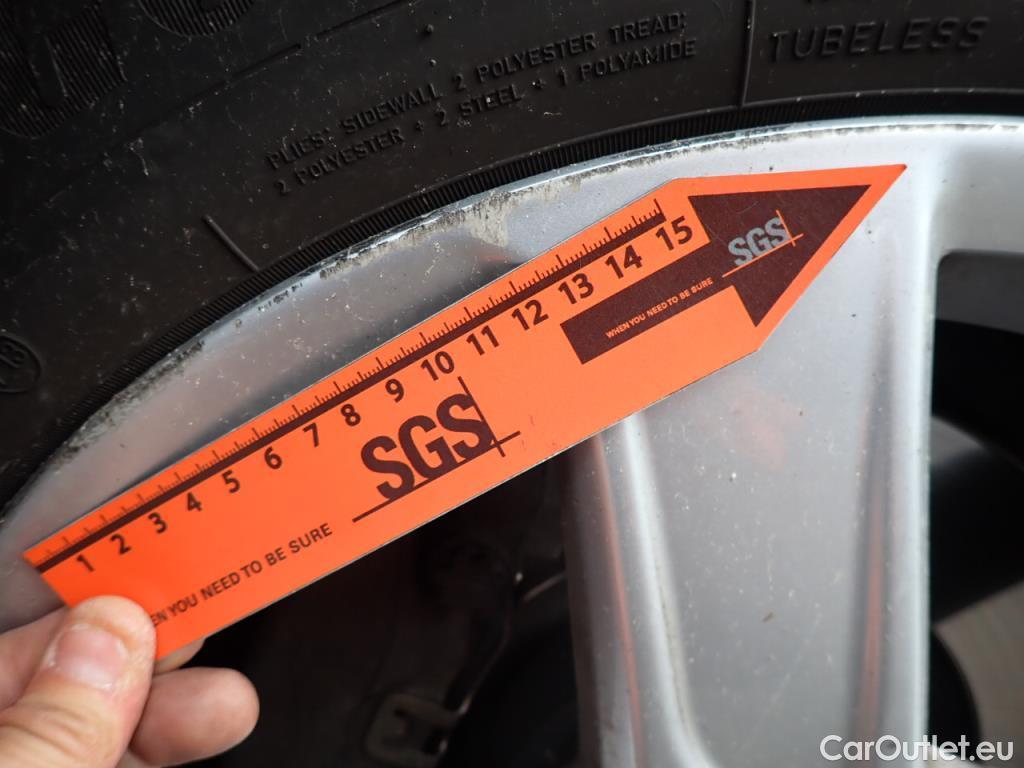 PLIES: SIDEWALL 2 POLYESTER TREAD:
2 POLYESTER + 2 STEEL + 1 POLYAMIDE
TUBELESS
1 2 3 4 5 6 7 8 9 10 11 12 13 14 15
SGS
WHEN YOU NEED TO BE SURE
SGS
EN YOU NEED TO BE SURE
CarOutlet.eu